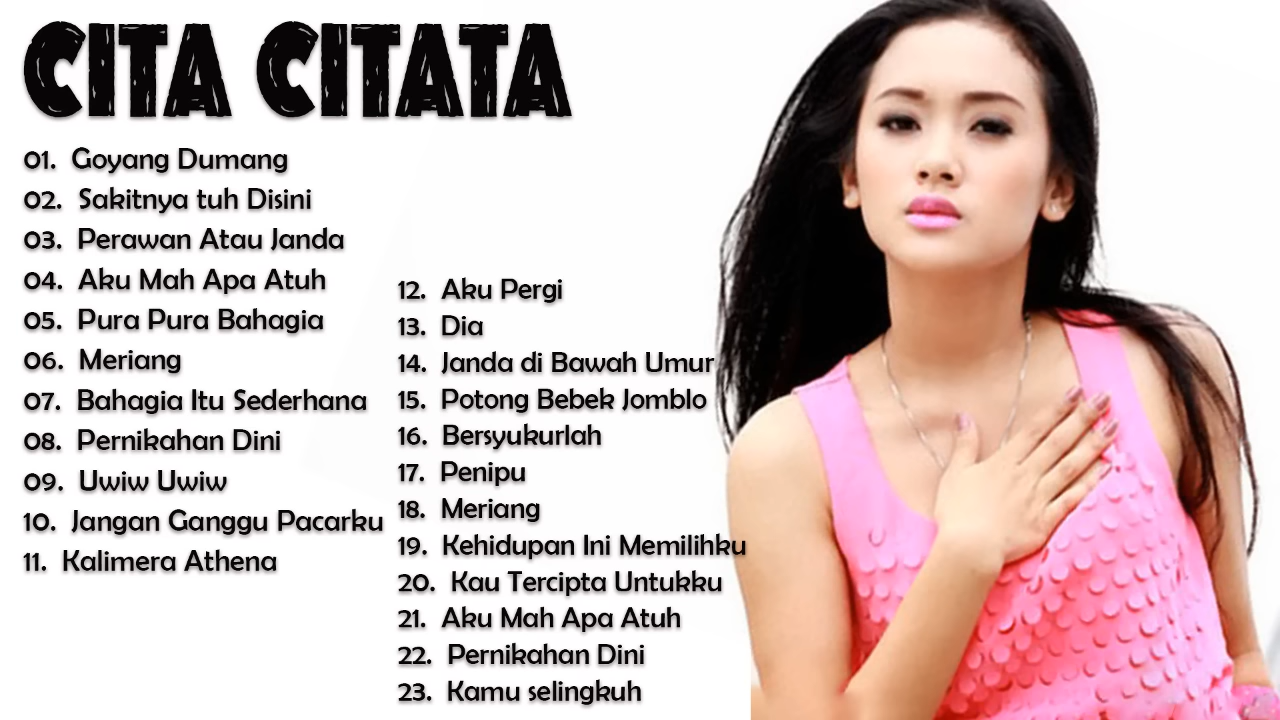 CITA CITATA
01. Goyang Dumang
02. Sakitnya tuh Disini
03. Perawan Atau Janda
04. Aku Mah Apa Atuh
05. Pura Pura Bahagia
06. Meriang
07. Bahagia Itu Sederhana
08. Pernikahan Dini
09. Uwiw Uwiw
10. Jangan Ganggu Pacarku
11. Kalimera Athena
12. Aku Pergi
13. Dia
14. Janda di Bawah Umur
15. Potong Bebek Jomblo
16. Bersyukurlah
17. Penipu
18. Meriang
19. Kehidupan Ini Memilihku
20. Kau Tercipta Untukku
21. Aku Mah Apa Atuh
22. Pernikahan Dini
23. Kamu selingkuh